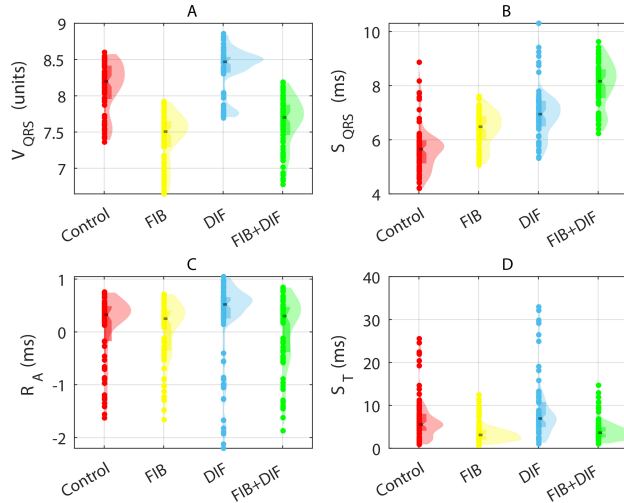 A
V_QRS (units)
9
8.5
8
7.5
7
Control
FIB
DIF
FIB+DIF
B
S_QRS (ms)
10
8
6
4
Control
FIB
DIF
FIB+DIF
C
R_A (ms)
1
0
-1
-2
Control
FIB
DIF
FIB+DIF
D
S_T (ms)
40
30
20
10
0
Control
FIB
DIF
FIB+DIF